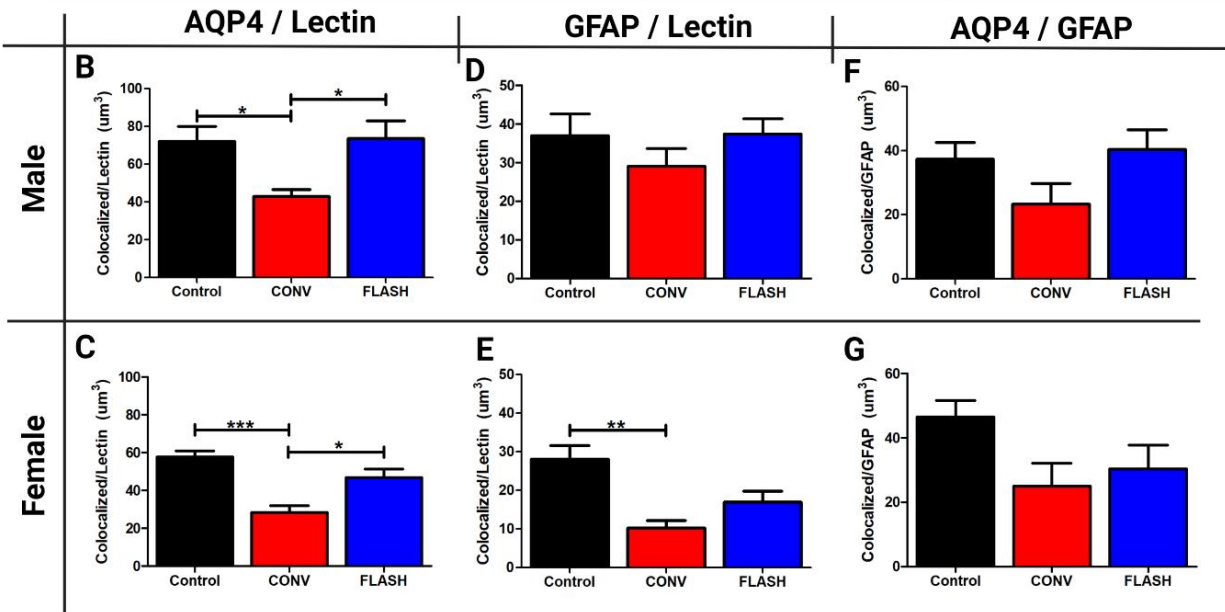 AQP4 / Lectin
GFAP / Lectin
AQP4 / GFAP
Male
B
Colocalized/Lectin (um³)
100
80
60
40
20
0
*
*
Control CONV FLASH
D
Colocalized/Lectin (um³)
50
40
30
20
10
0
Control CONV FLASH
F
Colocalized/GFAP (um³)
60
40
20
0
Control CONV FLASH
Female
C
Colocalized/Lectin (um³)
100
80
60
40
20
0
***
*
Control CONV FLASH
E
Colocalized/Lectin (um³)
50
40
30
20
10
0
**
Control CONV FLASH
G
Colocalized/GFAP (um³)
60
40
20
0
Control CONV FLASH